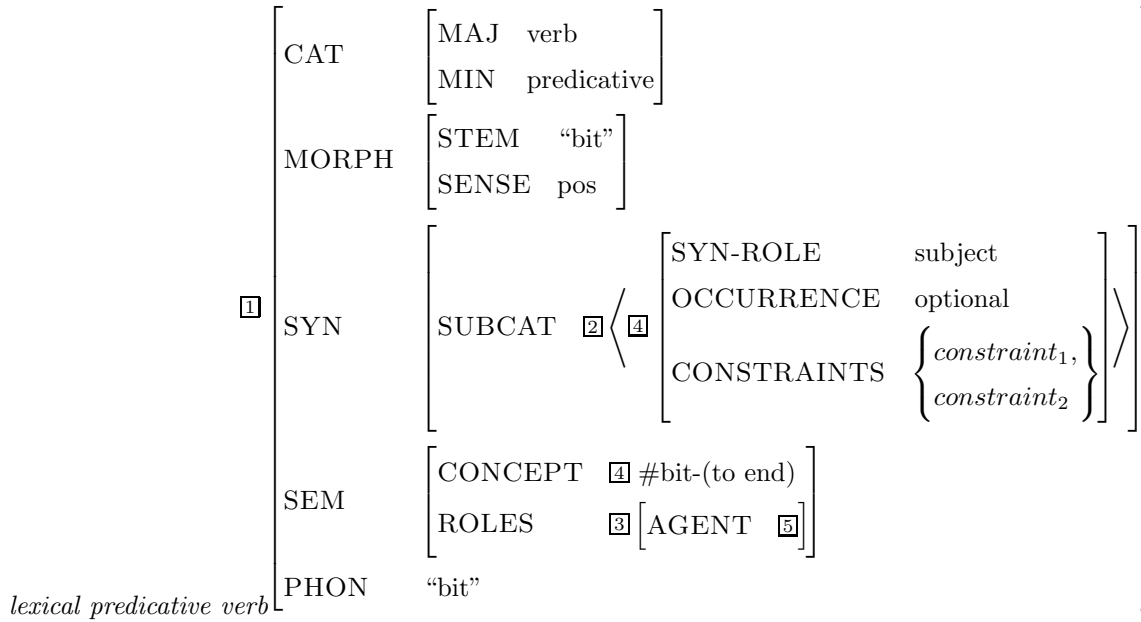 CAT MAJ verb
MIN predicative
MORPH STEM “bit”
SENSE pos
1 SYN SUBCAT 2 ⟨ 4 SYN-ROLE subject
OCCURRENCE optional
CONSTRAINTS {constraint₁,
constraint₂} ⟩
SEM CONCEPT 4 #bit-(to end)
ROLES 3 [AGENT 5]
lexical predicative verb PHON “bit”